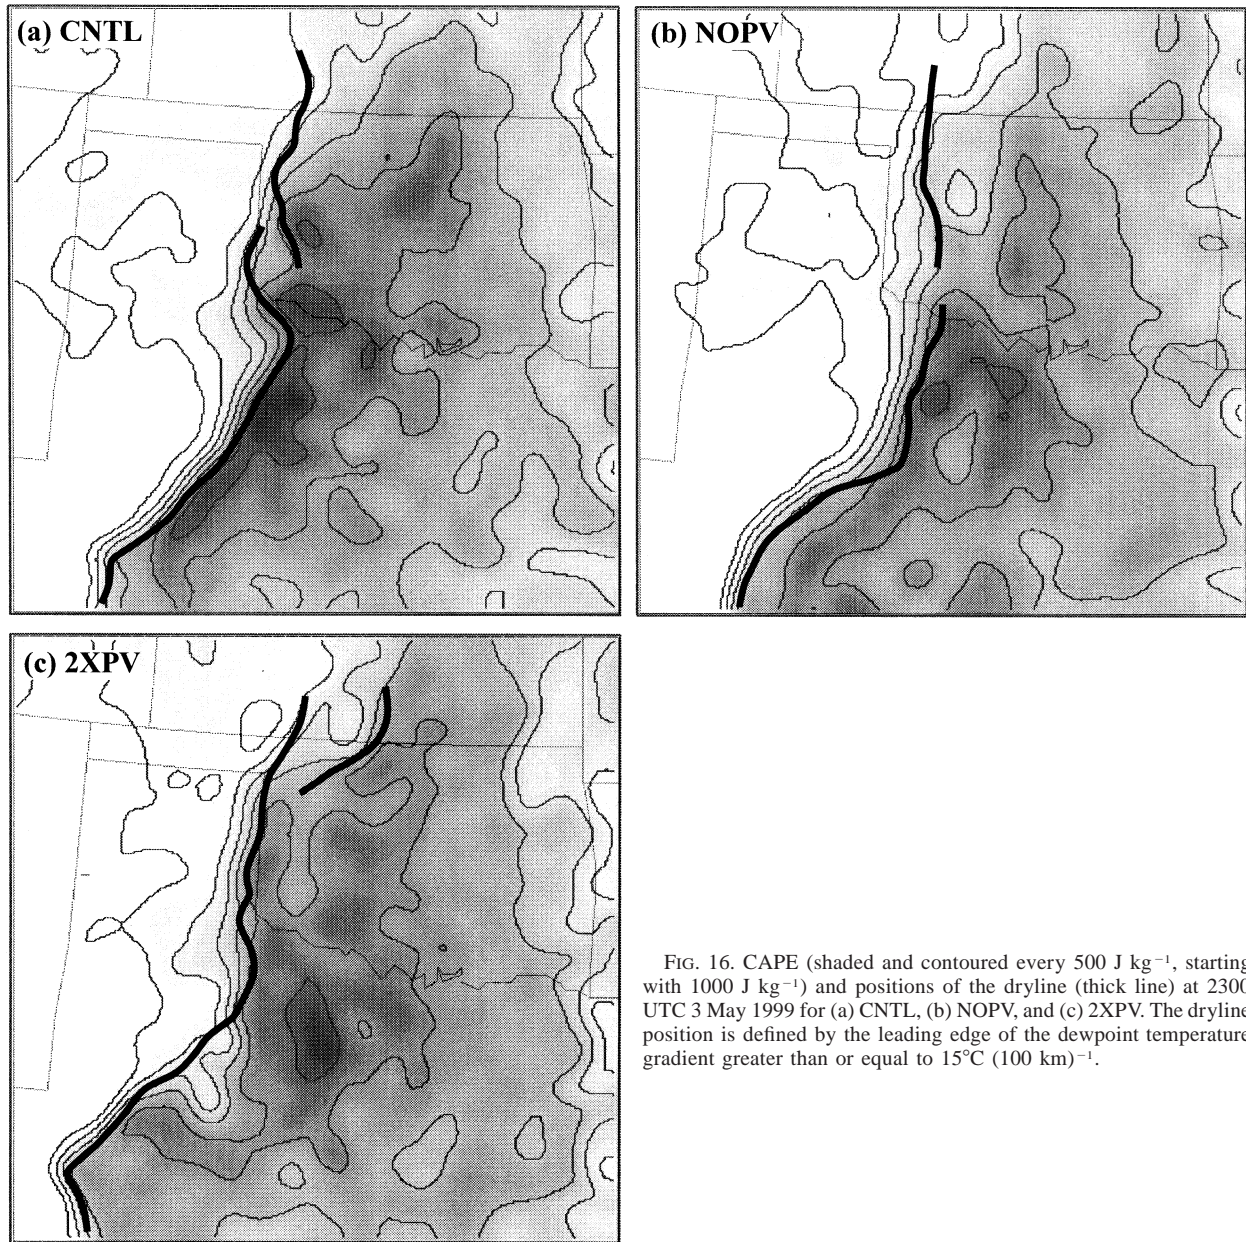 (a) CNTL
(b) NOPV
(c) 2XPV
FIG. 16. CAPE (shaded and contoured every 500 J kg⁻¹, starting
with 1000 J kg⁻¹) and positions of the dryline (thick line) at 2300
UTC 3 May 1999 for (a) CNTL, (b) NOPV, and (c) 2XPV. The dryline
position is defined by the leading edge of the dewpoint temperature
gradient greater than or equal to 15°C (100 km)⁻¹.